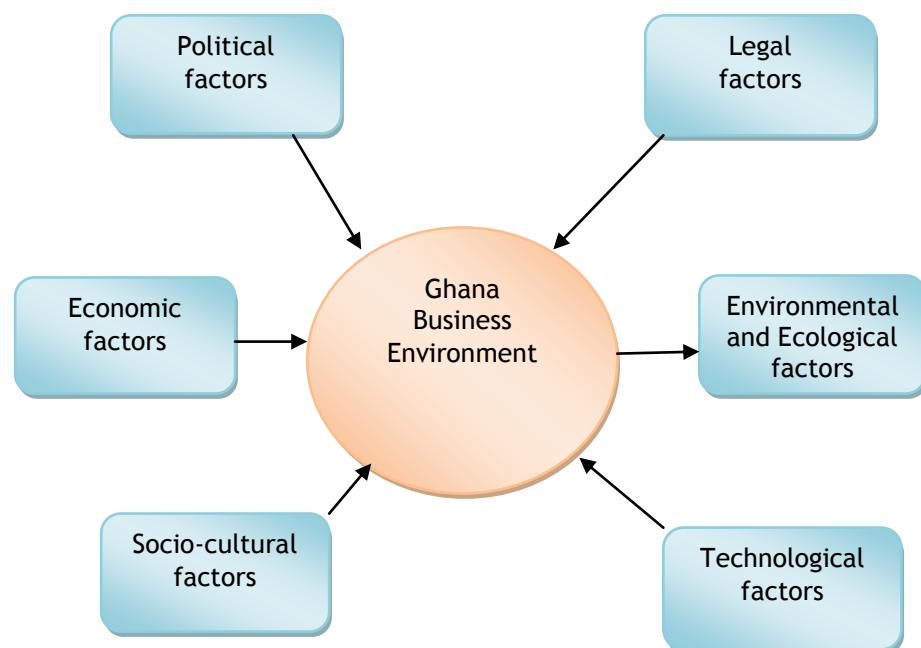 Political
factors
Legal
factors
Economic
factors
Ghana
Business
Environment
Environmental
and Ecological
factors
Socio-cultural
factors
Technological
factors